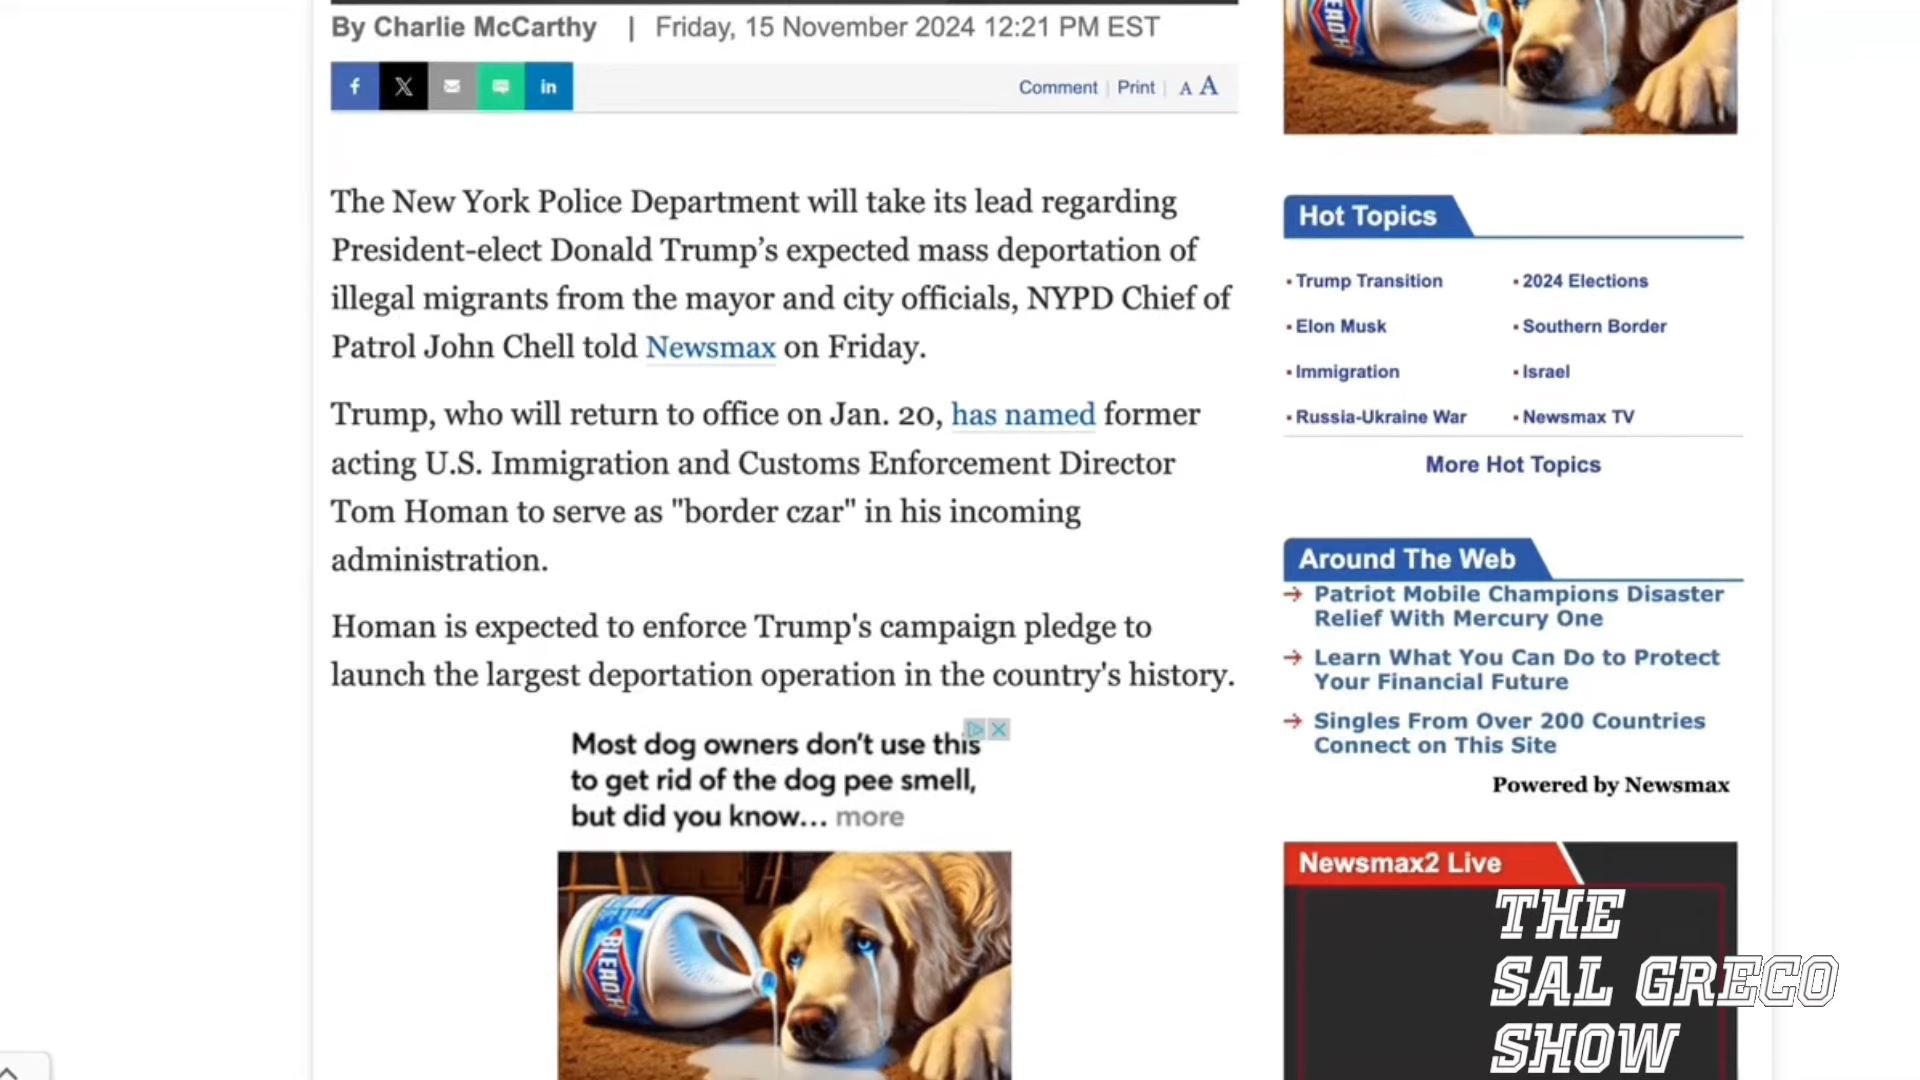 By Charlie McCarthy | Friday, 15 November 2024 12:21 PM EST
Comment | Print | A A
The New York Police Department will take its lead regarding
President-elect Donald Trump’s expected mass deportation of
illegal migrants from the mayor and city officials, NYPD Chief of
Patrol John Chell told Newsmax on Friday.
Trump, who will return to office on Jan. 20, has named former
acting U.S. Immigration and Customs Enforcement Director
Tom Homan to serve as "border czar" in his incoming
administration.
Homan is expected to enforce Trump's campaign pledge to
launch the largest deportation operation in the country's history.
Most dog owners don’t use this
to get rid of the dog pee smell,
but did you know... more
Hot Topics
Trump Transition
2024 Elections
Elon Musk
Southern Border
Immigration
Israel
Russia-Ukraine War
Newsmax TV
More Hot Topics
Around The Web
Patriot Mobile Champions Disaster
Relief With Mercury One
Learn What You Can Do to Protect
Your Financial Future
Singles From Over 200 Countries
Connect on This Site
Powered by Newsmax
Newsmax2 Live
THE
SAL GRECO
SHOW